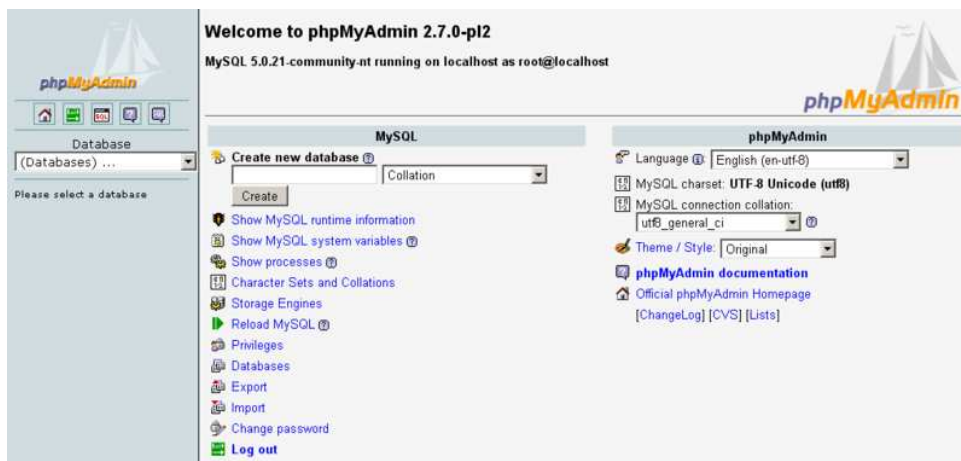 phpMyAdmin
SQL
Database
(Databases) ...
Please select a database
Welcome to phpMyAdmin 2.7.0-pl2
MySQL 5.0.21-community-nt running on localhost as root@localhost
phpMyAdmin
MySQL
Create new database
Collation
Create
Show MySQL runtime information
Show MySQL system variables
Show processes
Character Sets and Collations
Storage Engines
Reload MySQL
Privileges
Databases
Export
Import
Change password
Log out
phpMyAdmin
Language: English (en-utf-8)
MySQL charset: UTF-8 Unicode (utf8)
MySQL connection collation:
utf8_general_ci
Theme / Style: Original
phpMyAdmin documentation
Official phpMyAdmin Homepage
[ChangeLog] [CVS] [Lists]